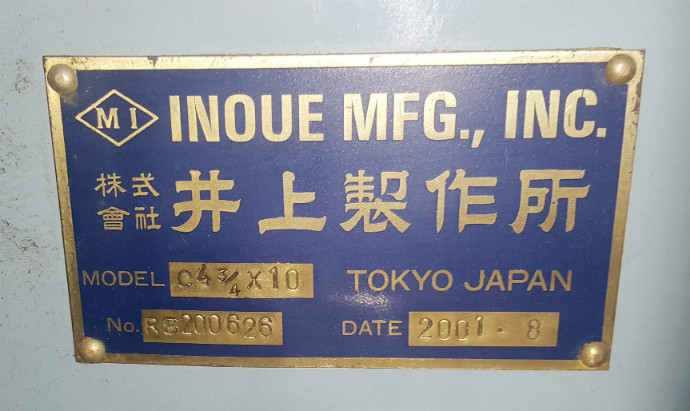 MI INOUE MFG., INC.
株式會社 井上製作所
MODEL C4¾X10 TOKYO JAPAN
No. RS200626 DATE 2001・8